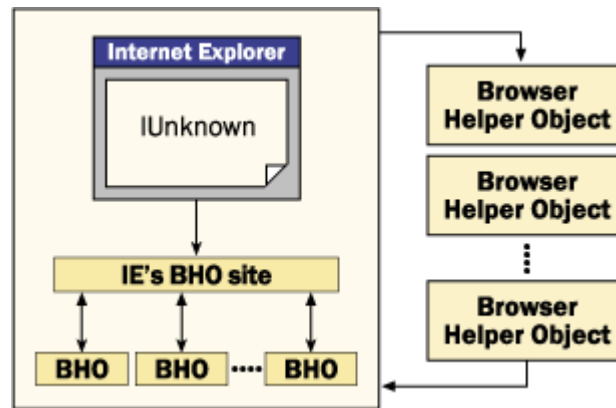 Internet Explorer
IUnknown
IE's BHO site
BHO
BHO
BHO
Browser
Helper Object
Browser
Helper Object
Browser
Helper Object